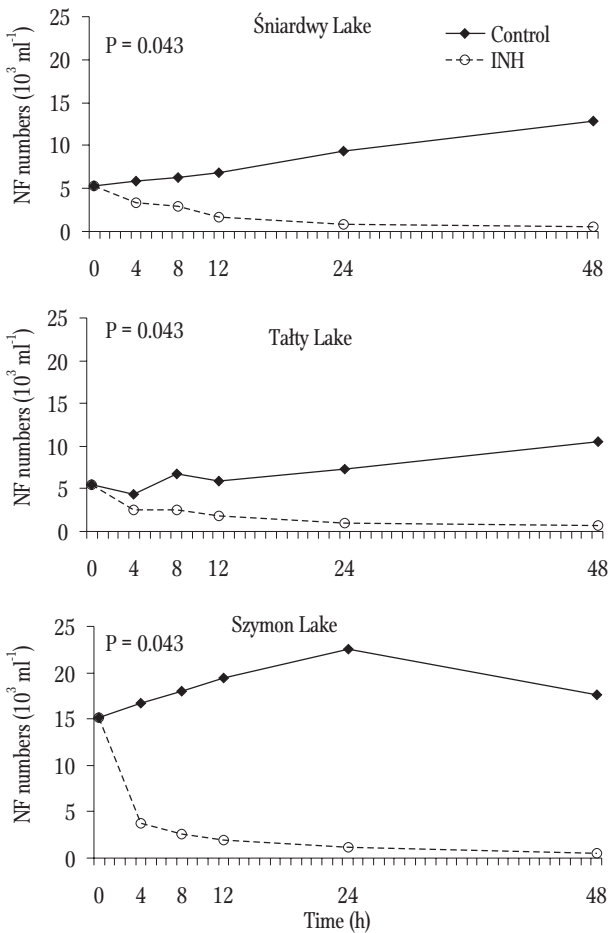 Śniardwy Lake
P = 0.043
Control
INH
NF numbers (10³ ml⁻¹)
25
20
15
10
5
0
0 4 8 12 24 48
Tałty Lake
P = 0.043
NF numbers (10³ ml⁻¹)
25
20
15
10
5
0
0 4 8 12 24 48
Szymon Lake
P = 0.043
NF numbers (10³ ml⁻¹)
25
20
15
10
5
0
0 4 8 12 24 48
Time (h)